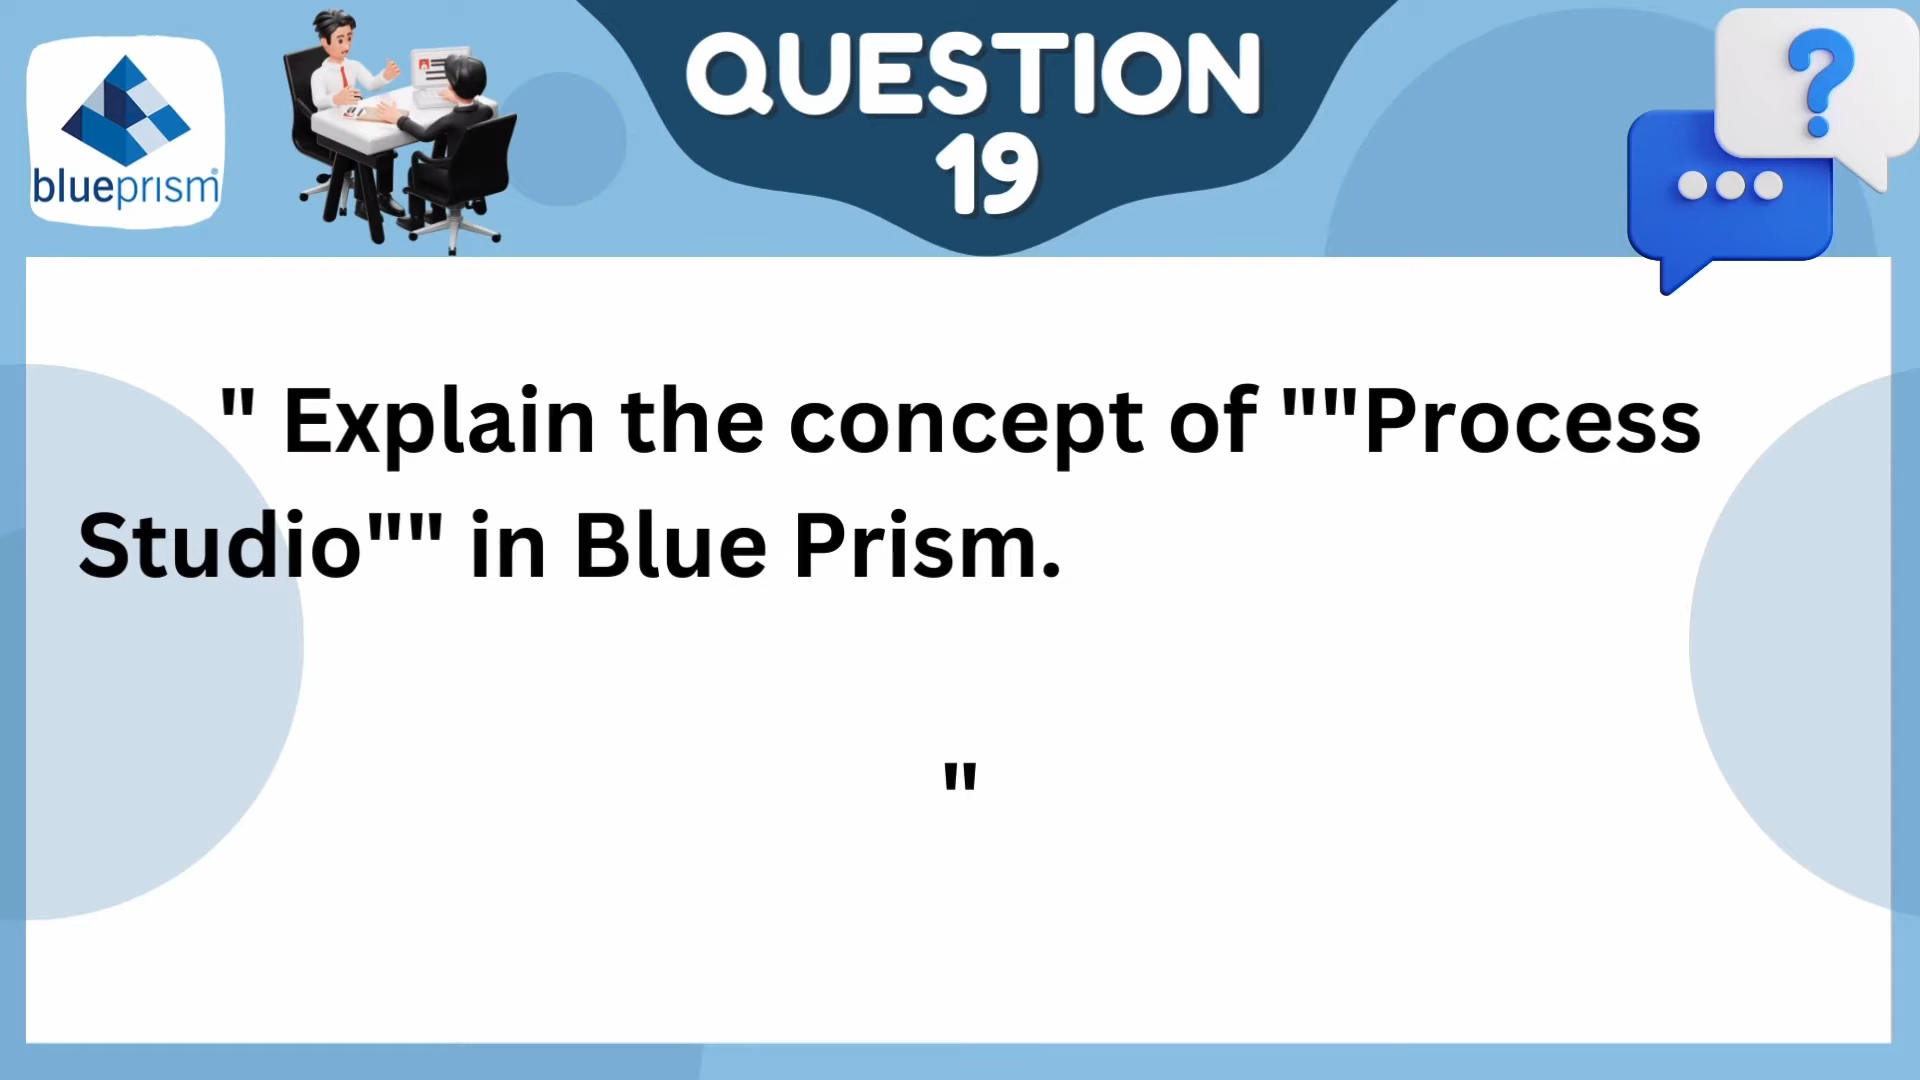 blueprism
QUESTION
19
?
" Explain the concept of ""Process
Studio"" in Blue Prism.
"